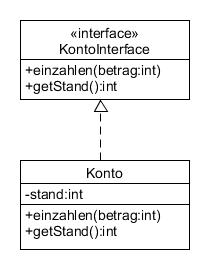 «interface»
KontoInterface
+einzahlen(betrag:int)
+getStand():int
Konto
-stand:int
+einzahlen(betrag:int)
+getStand():int